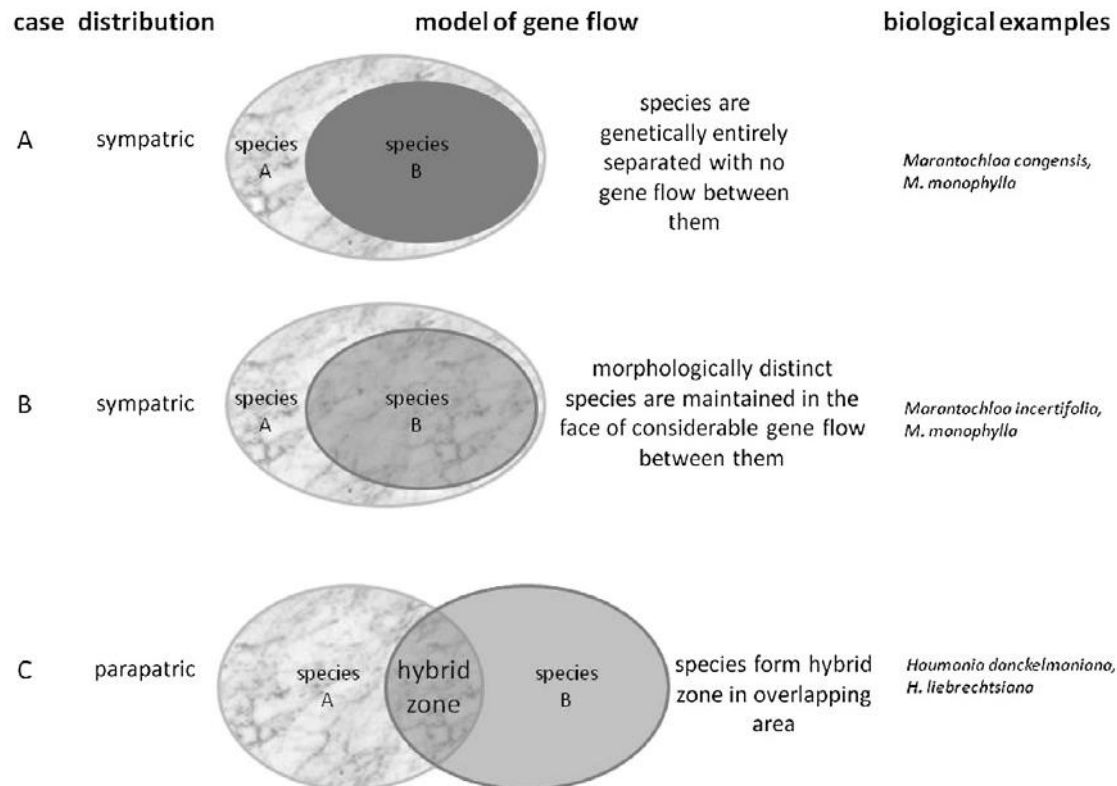 case distribution model of gene flow biological examples
A
sympatric
species
A
species
B
species are
genetically entirely
separated with no
gene flow between
them
Marantochloa congensis,
M. monophylla
B
sympatric
species
A
species
B
morphologically distinct
species are maintained in the
face of considerable gene flow
between them
Marantochloa incertifolia,
M. monophylla
C
parapatric
species
A
hybrid
zone
species
B
species form hybrid
zone in overlapping
area
Haumania danckelmaniana,
H. liebrechtsiana